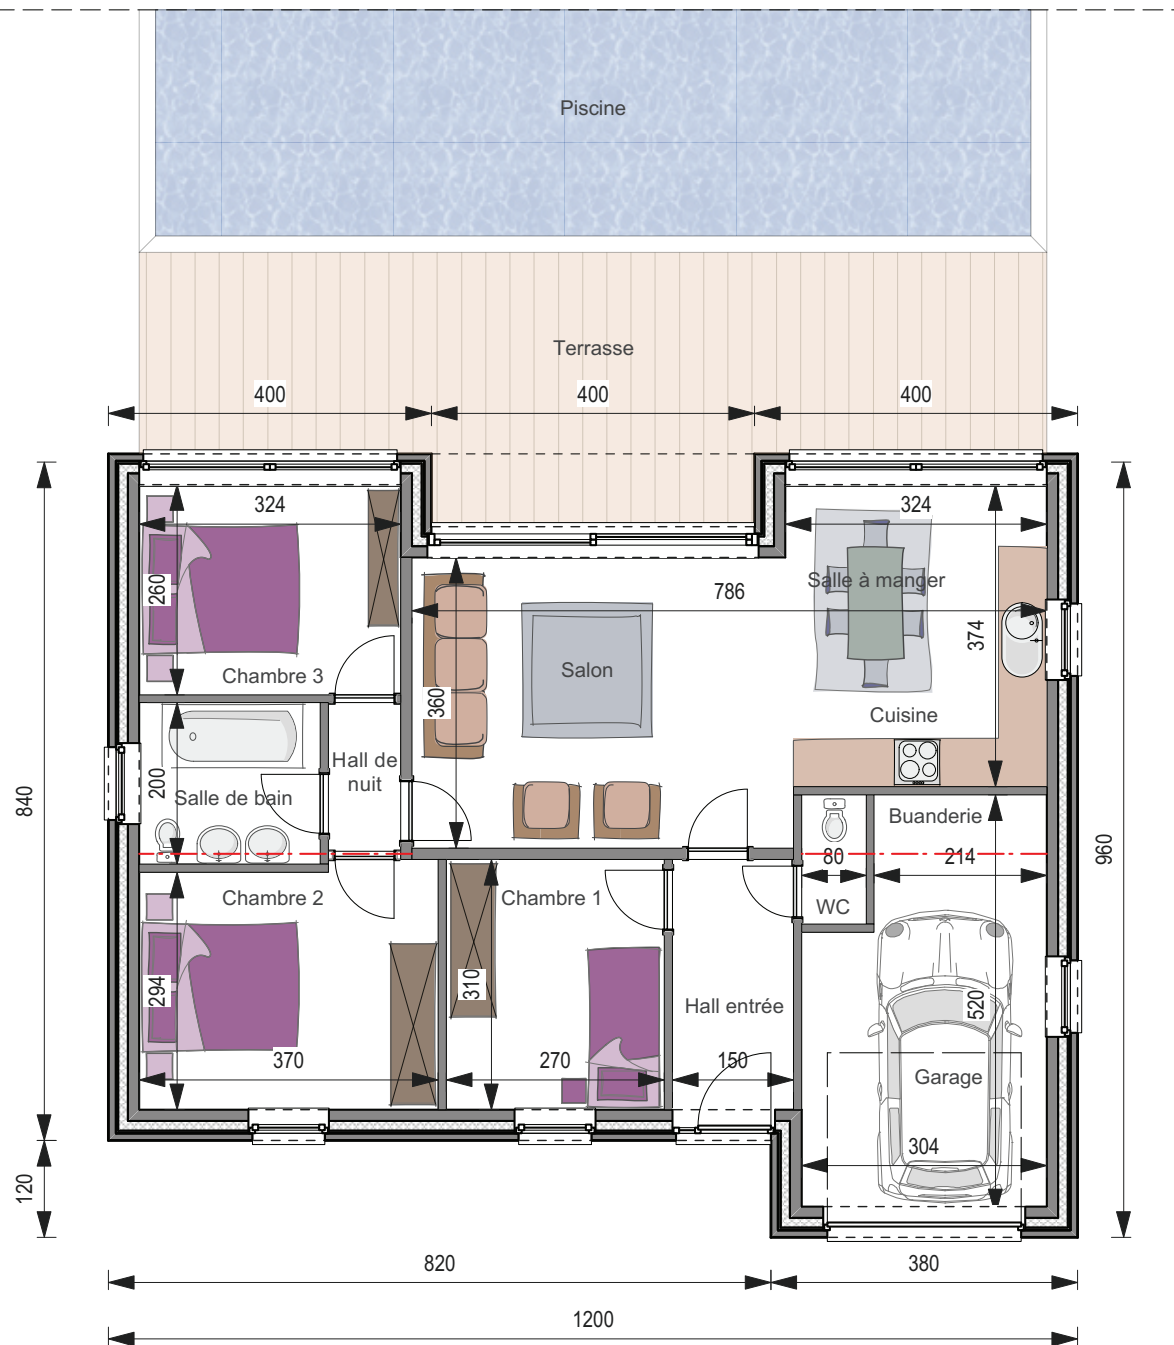 Piscine
Terrasse
400
400
400
324
324
260
786
Salle à manger
374
Chambre 3
Salon
360
Cuisine
Hall de
nuit
200
Salle de bain
840
Buanderie
80
214
960
Chambre 2
Chambre 1
WC
294
310
Hall entrée
520
370
270
150
Garage
304
120
820
380
1200